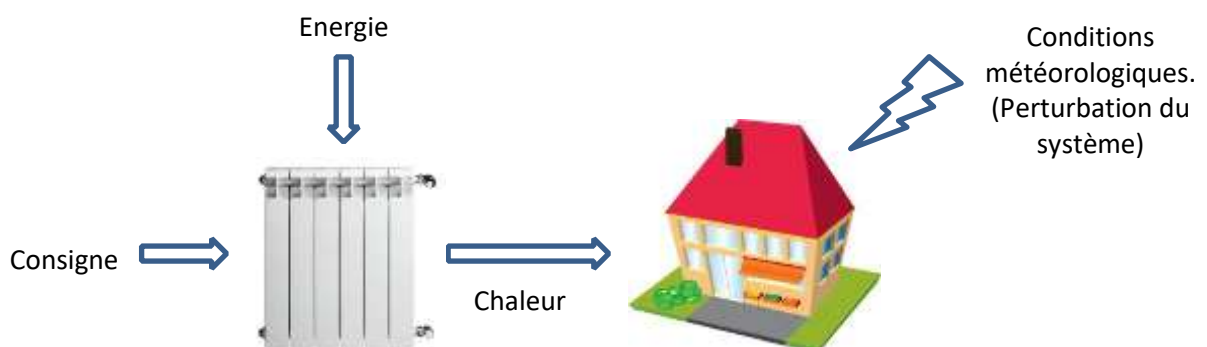 Energie
Conditions
météorologiques.
(Perturbation du
système)
Consigne
Chaleur